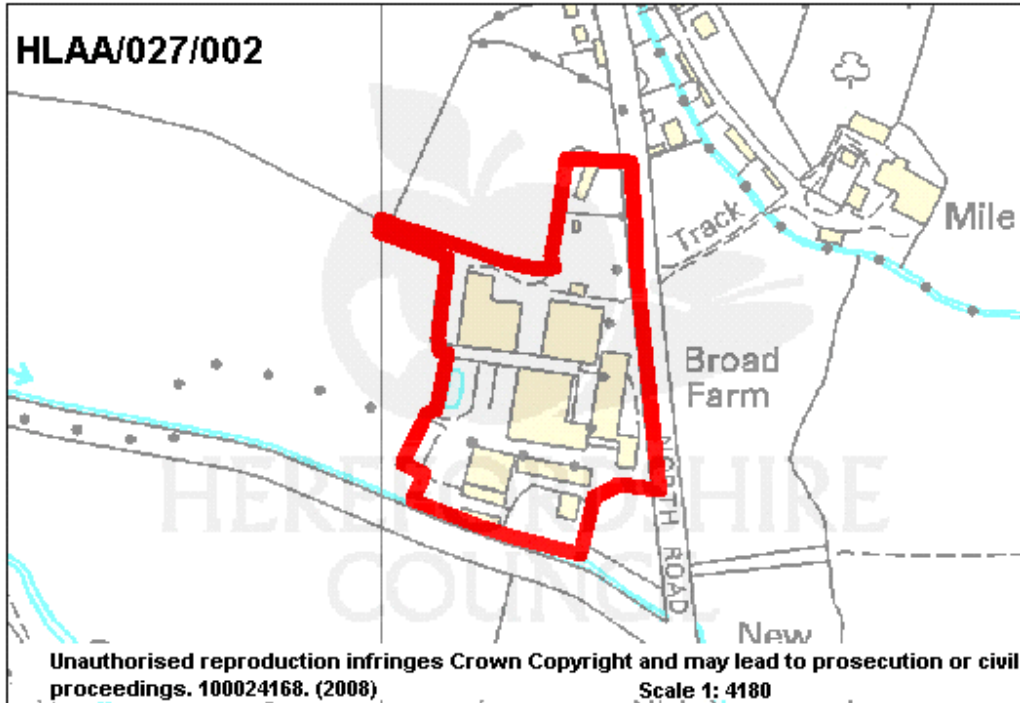 HLAA/027/002
Track
Mile
Broad
Farm
NORTH ROAD
HEREFORDSHIRE
COUNCIL
New
Unauthorised reproduction infringes Crown Copyright and may lead to prosecution or civil
proceedings. 100024168. (2008)
Scale 1: 4180